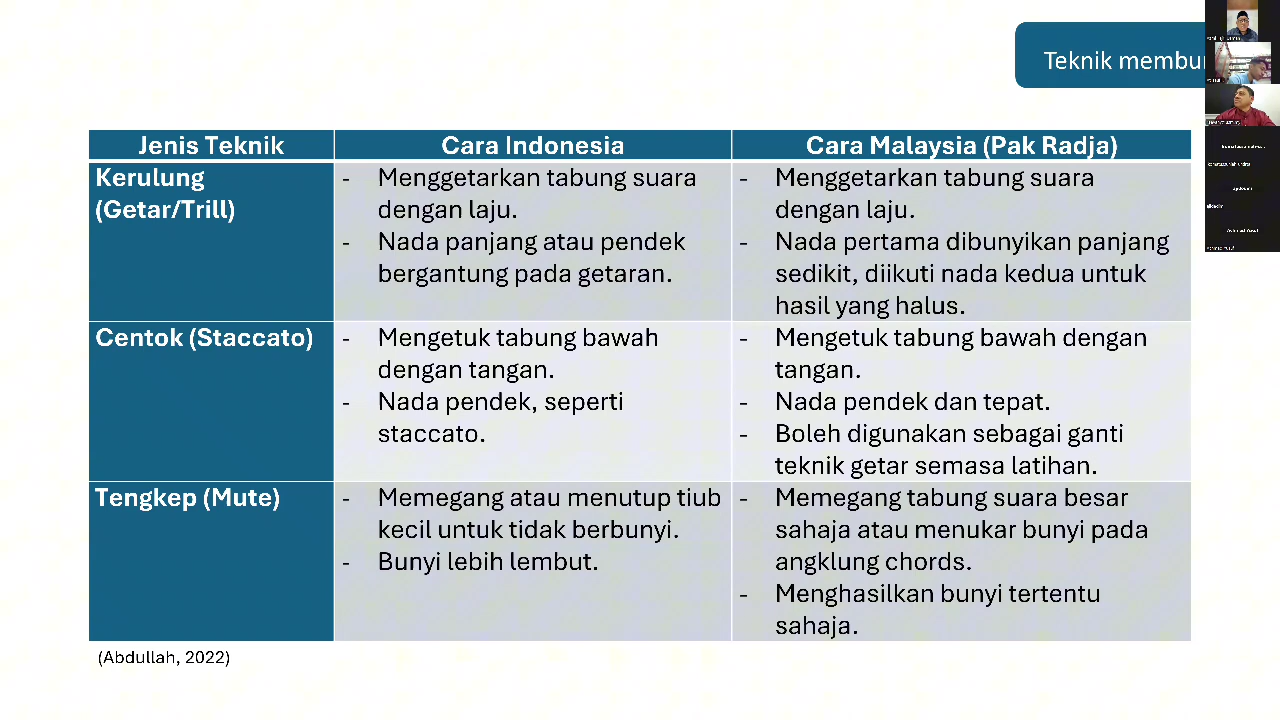 Teknik membu
Jenis Teknik
Cara Indonesia
Cara Malaysia (Pak Radja)
Kerulung
(Getar/Trill)
- Menggetarkan tabung suara
dengan laju.
- Nada panjang atau pendek
bergantung pada getaran.
- Menggetarkan tabung suara
dengan laju.
- Nada pertama dibunyikan panjang
sedikit, diikuti nada kedua untuk
hasil yang halus.
Centok (Staccato)
- Mengetuk tabung bawah
dengan tangan.
- Nada pendek, seperti
staccato.
- Mengetuk tabung bawah dengan
tangan.
- Nada pendek dan tepat.
- Boleh digunakan sebagai ganti
teknik getar semasa latihan.
Tengkep (Mute)
- Memegang atau menutup tiub
kecil untuk tidak berbunyi.
- Bunyi lebih lembut.
- Memegang tabung suara besar
sahaja atau menukar bunyi pada
angklung chords.
- Menghasilkan bunyi tertentu
sahaja.
(Abdullah, 2022)